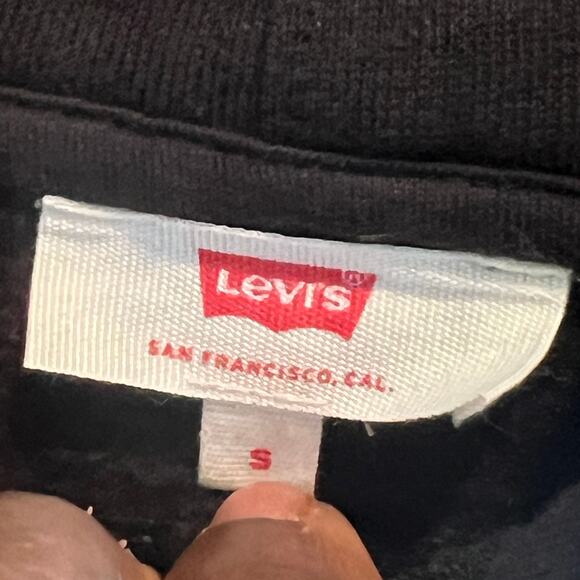 Levi's
SAN FRANCISCO, CAL.
S